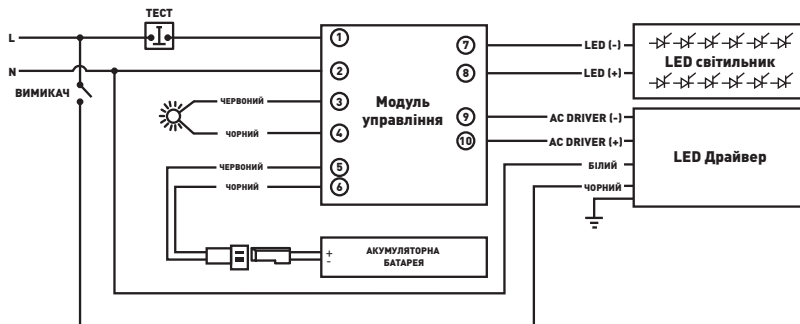 ТЕСТ
L
N
ВИМИКАЧ
ЧЕРВОНИЙ
ЧОРНИЙ
ЧЕРВОНИЙ
ЧОРНИЙ
1
2
3
4
5
6
Модуль
управління
7
8
9
10
LED (-)
LED (+)
AC DRIVER (-)
AC DRIVER (+)
БІЛИЙ
ЧОРНИЙ
LED світильник
LED Драйвер
+
-
АКУМУЛЯТОРНА
БАТАРЕЯ